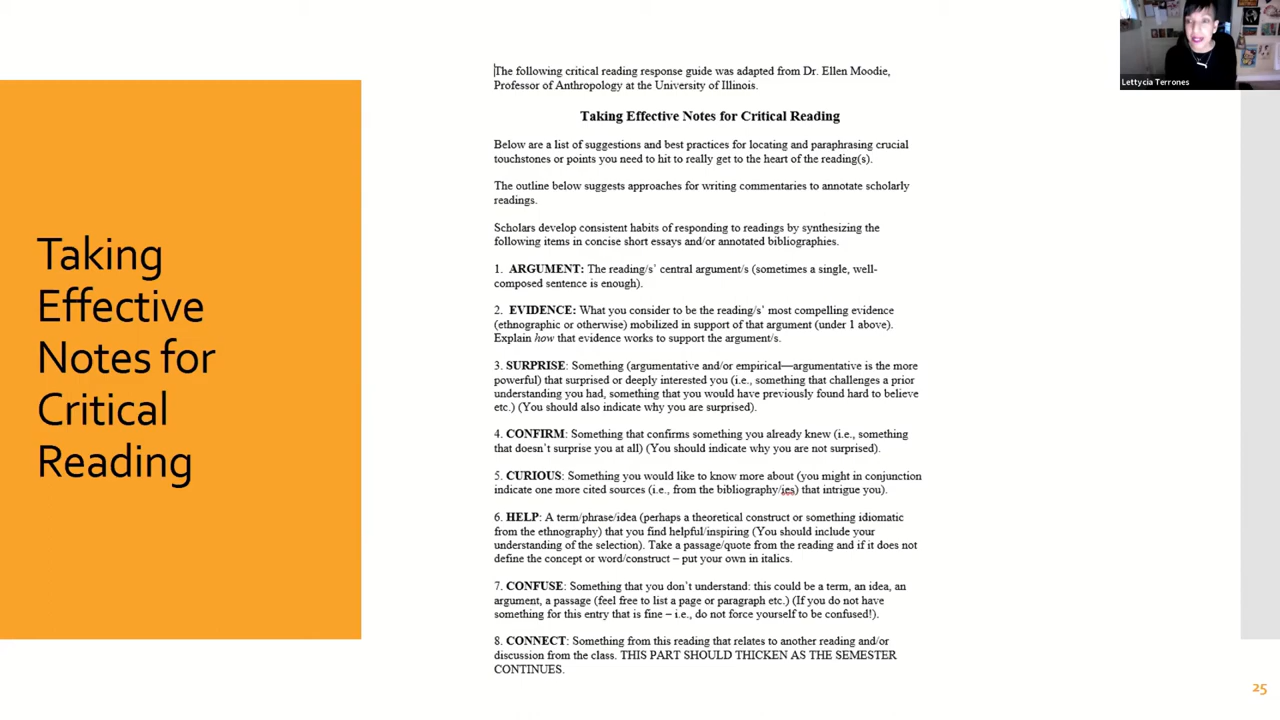 Lettycia Terrones
Taking
Effective
Notes for
Critical
Reading
The following critical reading response guide was adapted from Dr. Ellen Moodie,
Professor of Anthropology at the University of Illinois.
Taking Effective Notes for Critical Reading
Below are a list of suggestions and best practices for locating and paraphrasing crucial
touchstones or points you need to hit to really get to the heart of the reading(s).
The outline below suggests approaches for writing commentaries to annotate scholarly
readings.
Scholars develop consistent habits of responding to readings by synthesizing the
following items in concise short essays and/or annotated bibliographies.
1. ARGUMENT: The reading/s' central argument/s (sometimes a single, well-
composed sentence is enough).
2. EVIDENCE: What you consider to be the reading/s' most compelling evidence
(ethnographic or otherwise) mobilized in support of that argument (under 1 above).
Explain how that evidence works to support the argument/s.
3. SURPRISE: Something (argumentative and/or empirical—argumentative is the more
powerful) that surprised or deeply interested you (i.e., something that challenges a prior
understanding you had, something that you would have previously found hard to believe
etc.) (You should also indicate why you are surprised).
4. CONFIRM: Something that confirms something you already knew (i.e., something
that doesn't surprise you at all) (You should indicate why you are not surprised).
5. CURIOUS: Something you would like to know more about (you might in conjunction
indicate one more cited sources (i.e., from the bibliography/ies) that intrigue you).
6. HELP: A term/phrase/idea (perhaps a theoretical construct or something idiomatic
from the ethnography) that you find helpful/inspiring (You should include your
understanding of the selection). Take a passage/quote from the reading and if it does not
define the concept or word/construct – put your own in italics.
7. CONFUSE: Something that you don't understand: this could be a term, an idea, an
argument, a passage (feel free to list a page or paragraph etc.) (If you do not have
something for this entry that is fine – i.e., do not force yourself to be confused!).
8. CONNECT: Something from this reading that relates to another reading and/or
discussion from the class. THIS PART SHOULD THICKEN AS THE SEMESTER
CONTINUES.
25